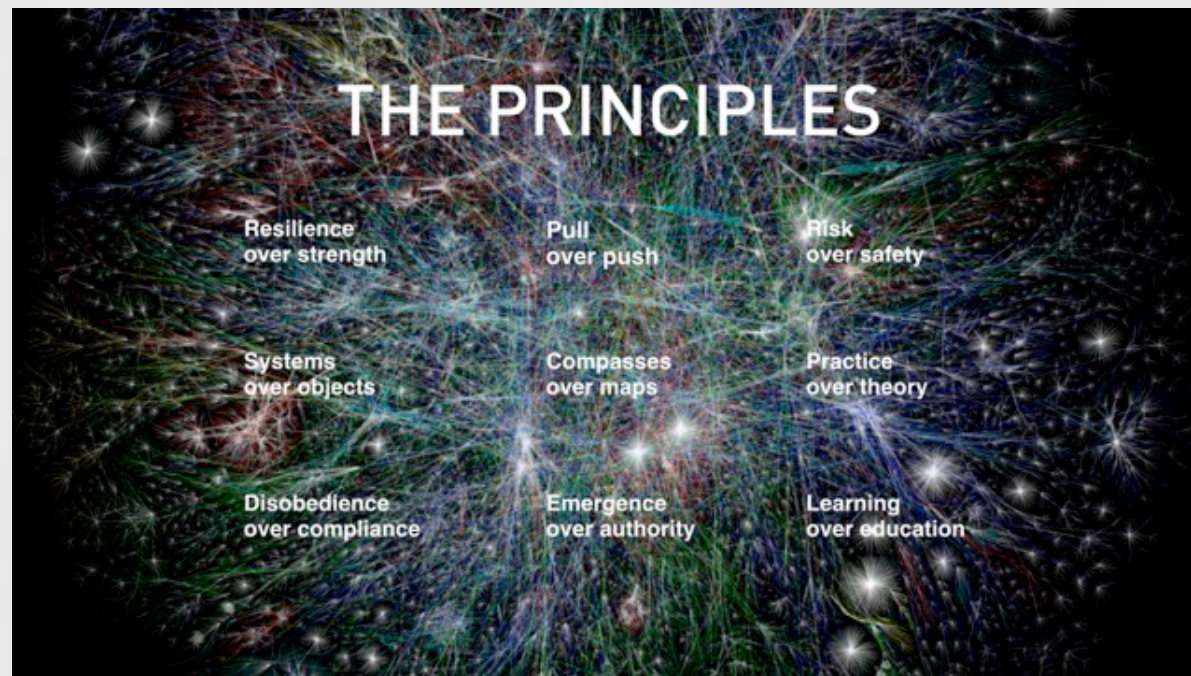 THE PRINCIPLES
Resilience
over strength
Pull
over push
Risk
over safety
Systems
over objects
Compasses
over maps
Practice
over theory
Disobedience
over compliance
Emergence
over authority
Learning
over education